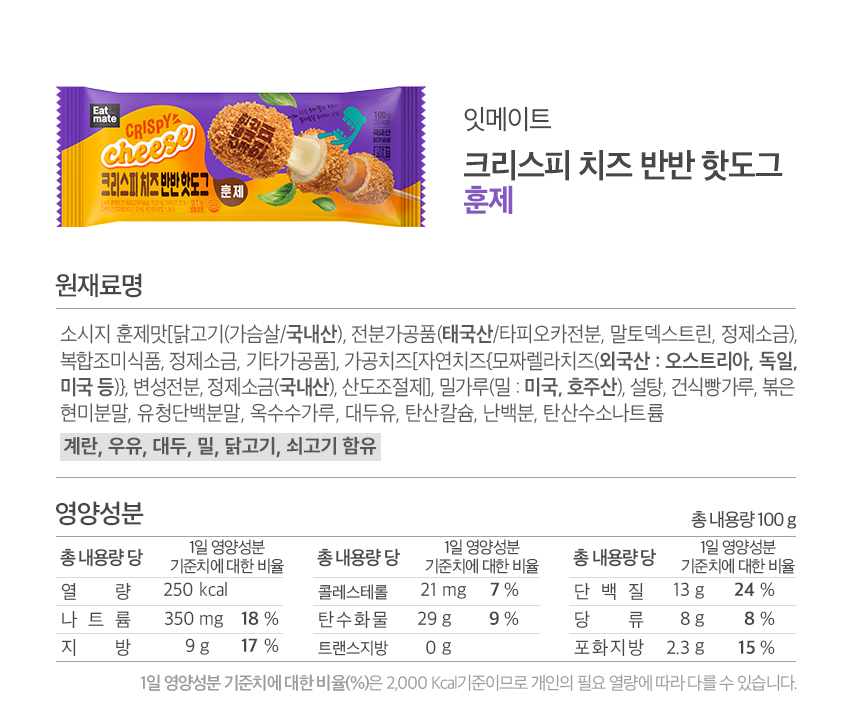 Eat
mate
CRISPY
cheese
크리스피 치즈 반반 핫도그
훈제
100 g
국내산
잇메이트
크리스피 치즈 반반 핫도그
훈제
원재료명
소시지 훈제맛[닭고기(가슴살/국내산), 전분가공품(태국산/타피오카전분, 말토덱스트린, 정제소금),
복합조미식품, 정제소금, 기타가공품], 가공치즈[자연치즈{모짜렐라치즈(외국산 : 오스트리아, 독일,
미국 등)}, 변성전분, 정제소금(국내산), 산도조절제], 밀가루(밀 : 미국, 호주산), 설탕, 건식빵가루, 볶은
현미분말, 유청단백분말, 옥수수가루, 대두유, 탄산칼슘, 난백분, 탄산수소나트륨
계란, 우유, 대두, 밀, 닭고기, 쇠고기 함유
영양성분
총 내용량 100 g
총 내용량 당 1일 영양성분 기준치에 대한 비율 총 내용량 당 1일 영양성분 기준치에 대한 비율 총 내용량 당 1일 영양성분 기준치에 대한 비율
열 량 250 kcal 콜레스테롤 21 mg 7 % 단 백 질 13 g 24 %
나 트 륨 350 mg 18 % 탄수화물 29 g 9 % 당 류 8 g 8 %
지 방 9 g 17 % 트랜스지방 0 g 포화지방 2.3 g 15 %
1일 영양성분 기준치에 대한 비율(%)은 2,000 Kcal기준이므로 개인의 필요 열량에 따라 다를 수 있습니다.